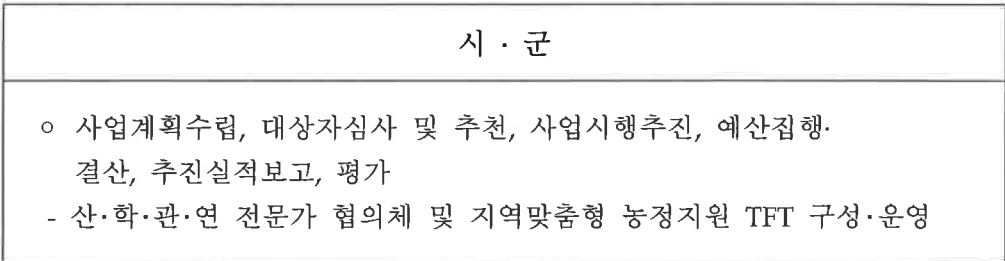 시 · 군
○ 사업계획수립, 대상자심사 및 추천, 사업시행추진, 예산집행·
결산, 추진실적보고, 평가
- 산·학·관·연 전문가 협의체 및 지역맞춤형 농정지원 TFT 구성·운영